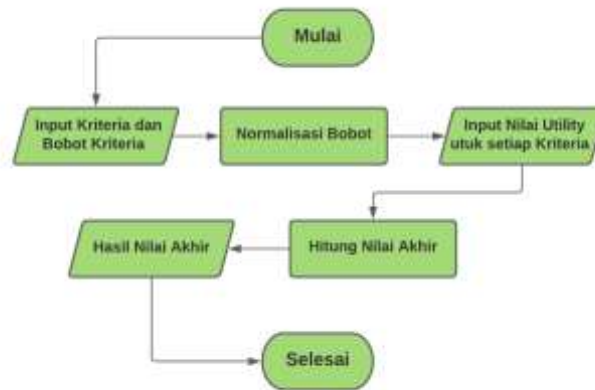 Mulai
Input Kriteria dan
Bobot Kriteria
Normalisasi Bobot
Input Nilai Utility
utuk setiap Kriteria
Hitung Nilai Akhir
Hasil Nilai Akhir
Selesai